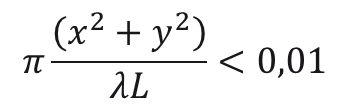 π (x² + y²) / λL < 0,01